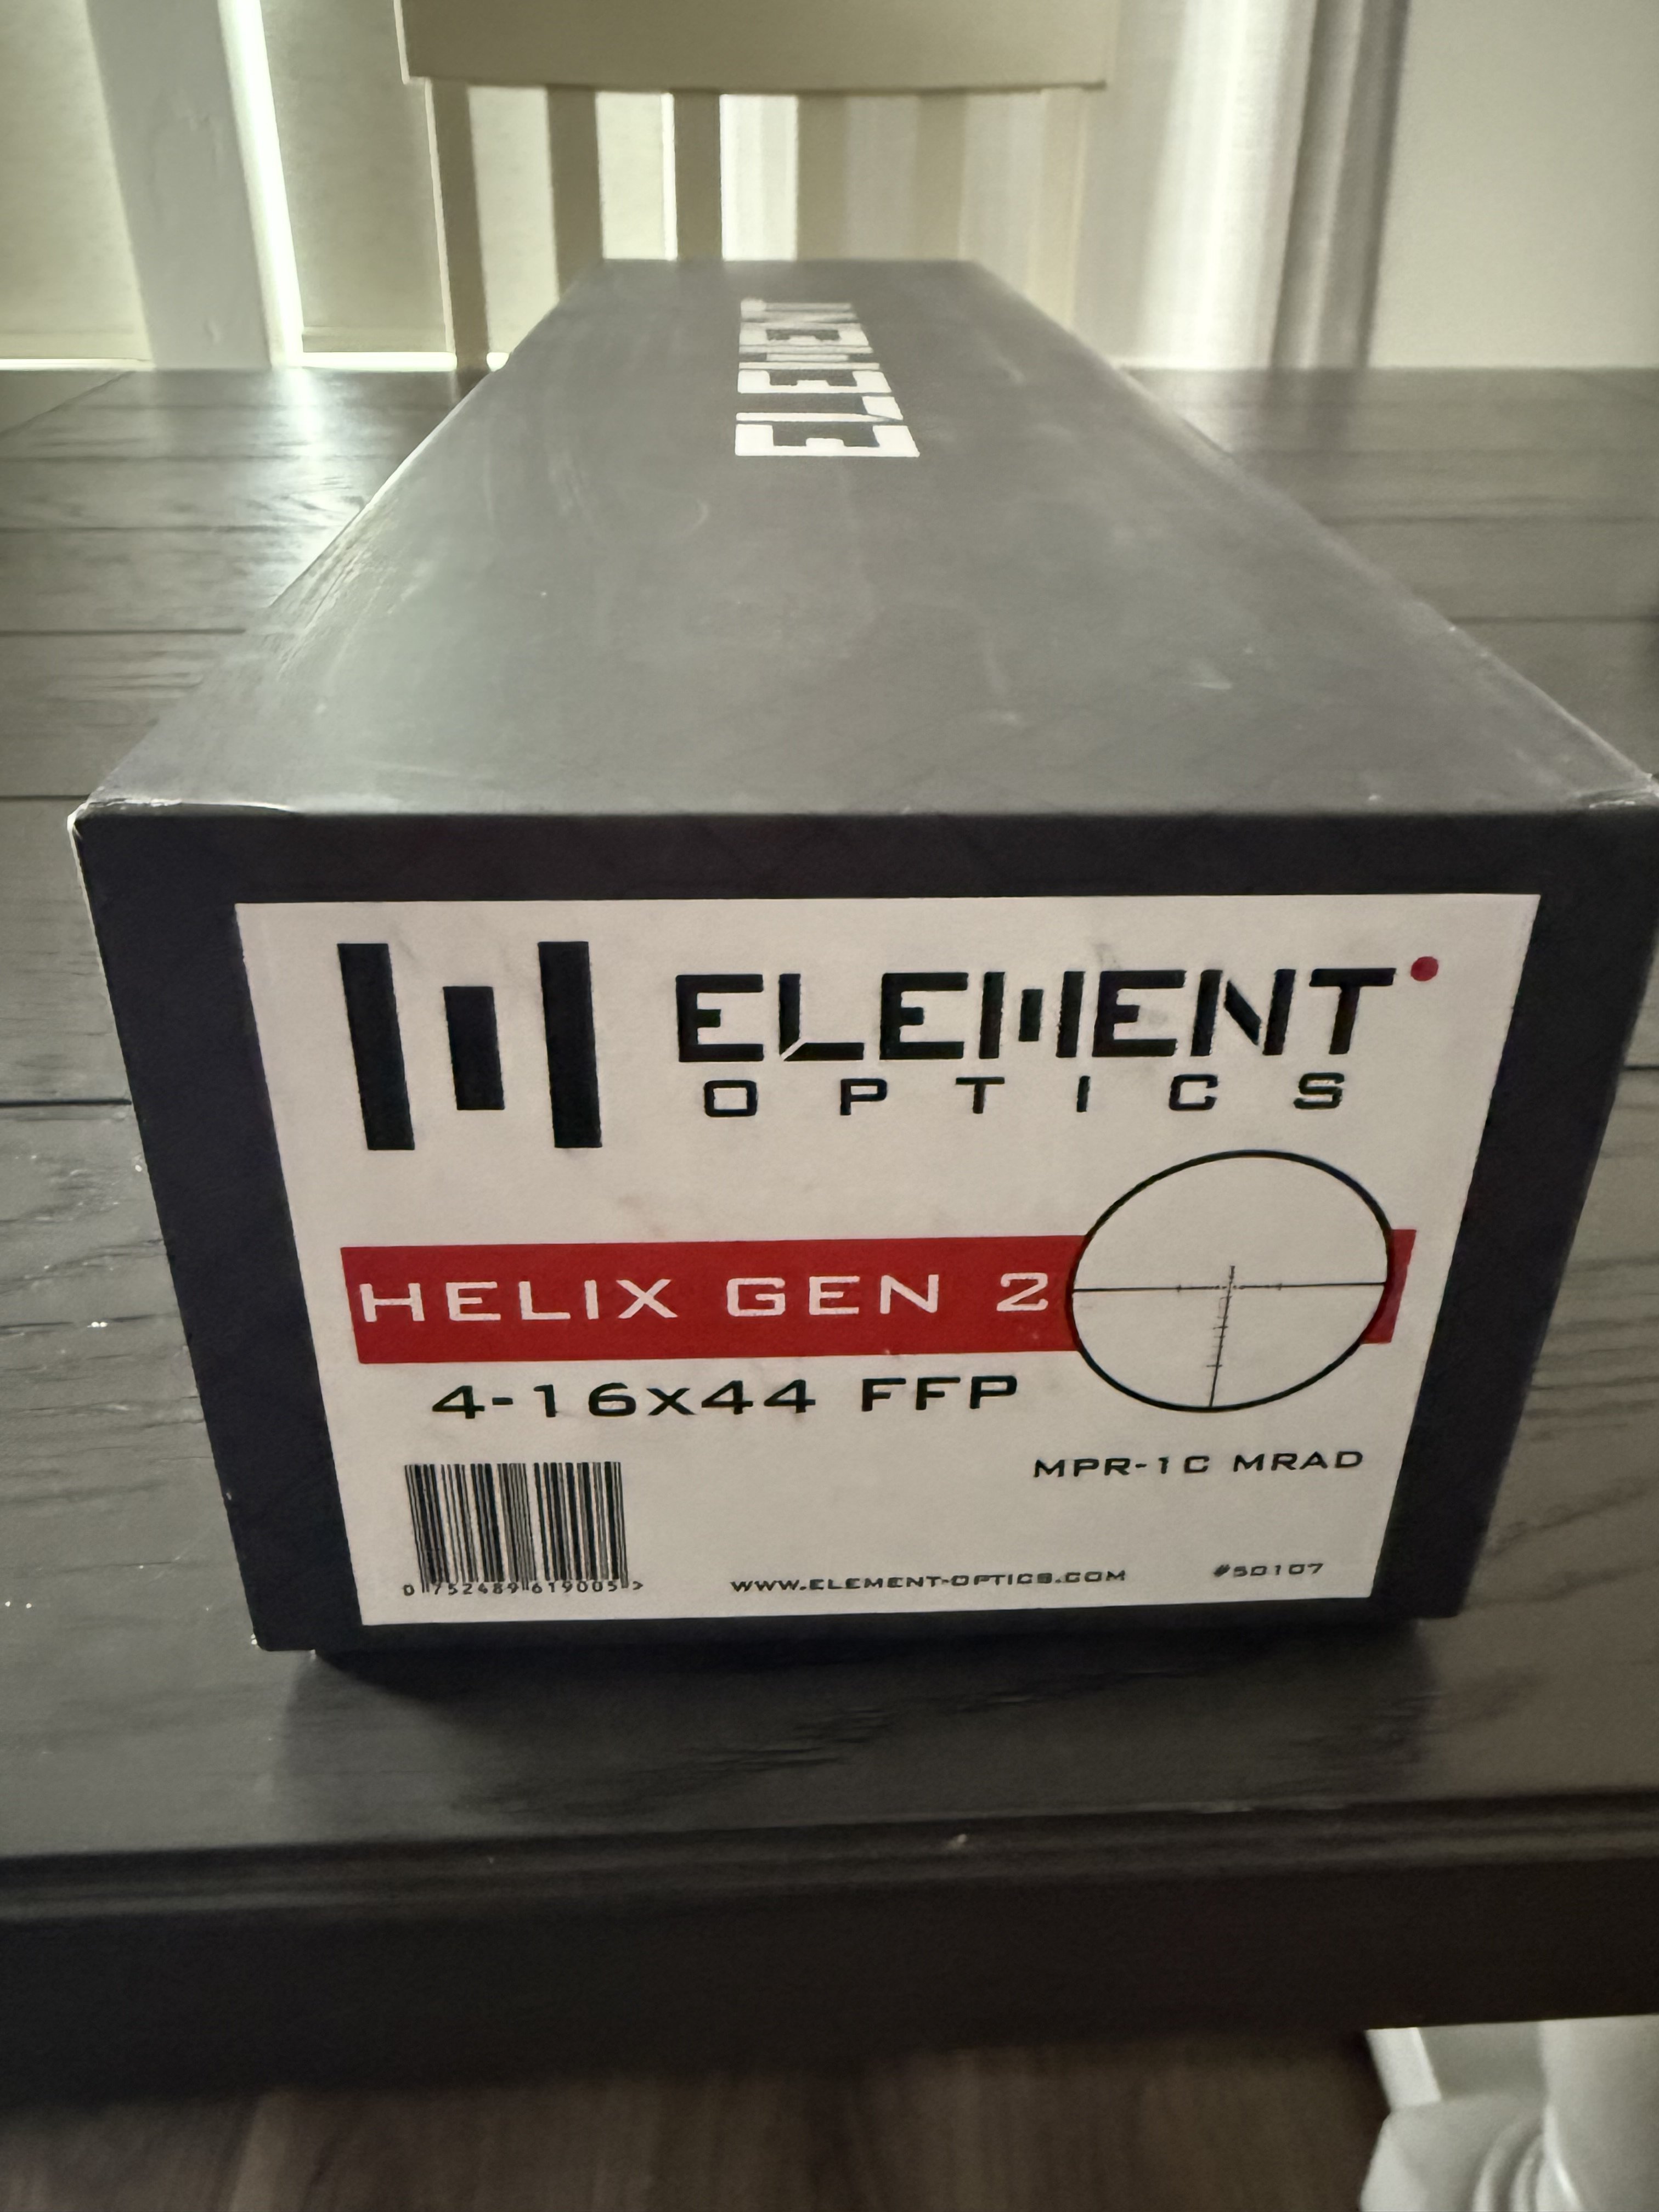 ELEMENT
ELEMENT
OPTICS
HELIX GEN 2
4-16x44 FFP
MPR-1C MRAD
0 752489 619005 >
WWW.ELEMENT-OPTICS.COM
#50107